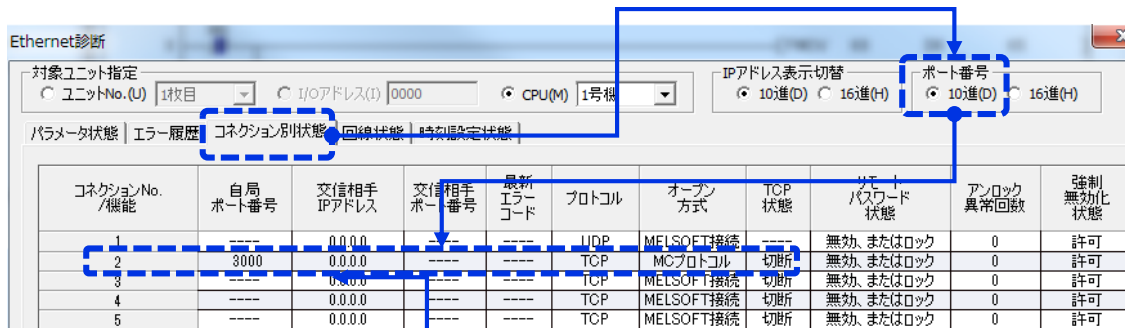 Ethernet診断
対象ユニット指定
ユニットNo.(U) 1枚目 I/Oアドレス(I) 0000 CPU(M) 1号機
IPアドレス表示切替
10進(D) 16進(H)
ポート番号
10進(D) 16進(H)
パラメータ状態 エラー履歴 コネクション別状態 回線状態 時刻設定状態
コネクションNo.
/機能
自局
ポート番号
交信相手
IPアドレス
交信相手
ポート番号
最新
エラー
コード
プロトコル
オープン
方式
TCP
状態
リモート
パスワード
状態
アンロック
異常回数
強制
無効化
状態
1 ---- 0.0.0.0 ---- ---- UDP MELSOFT接続 ---- 無効、またはロック 0 許可
2 3000 0.0.0.0 ---- ---- TCP MCプロトコル 切断 無効、またはロック 0 許可
3 ---- 0.0.0.0 ---- ---- TCP MELSOFT接続 切断 無効、またはロック 0 許可
4 ---- 0.0.0.0 ---- ---- TCP MELSOFT接続 切断 無効、またはロック 0 許可
5 ---- 0.0.0.0 ---- ---- TCP MELSOFT接続 切断 無効、またはロック 0 許可